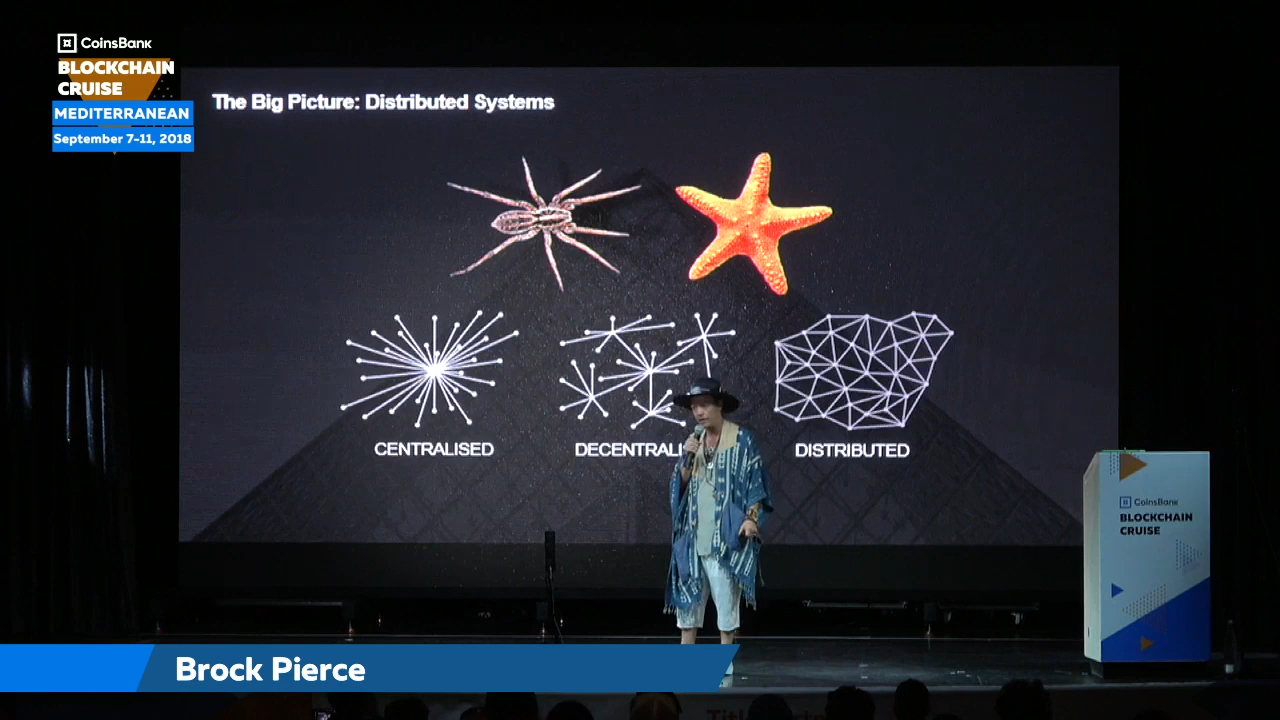 CoinsBank
BLOCKCHAIN
CRUISE
MEDITERRANEAN
September 7-11, 2018
The Big Picture: Distributed Systems
CENTRALISED
DECENTRALI
DISTRIBUTED
CoinsBank
BLOCKCHAIN
CRUISE
Brock Pierce